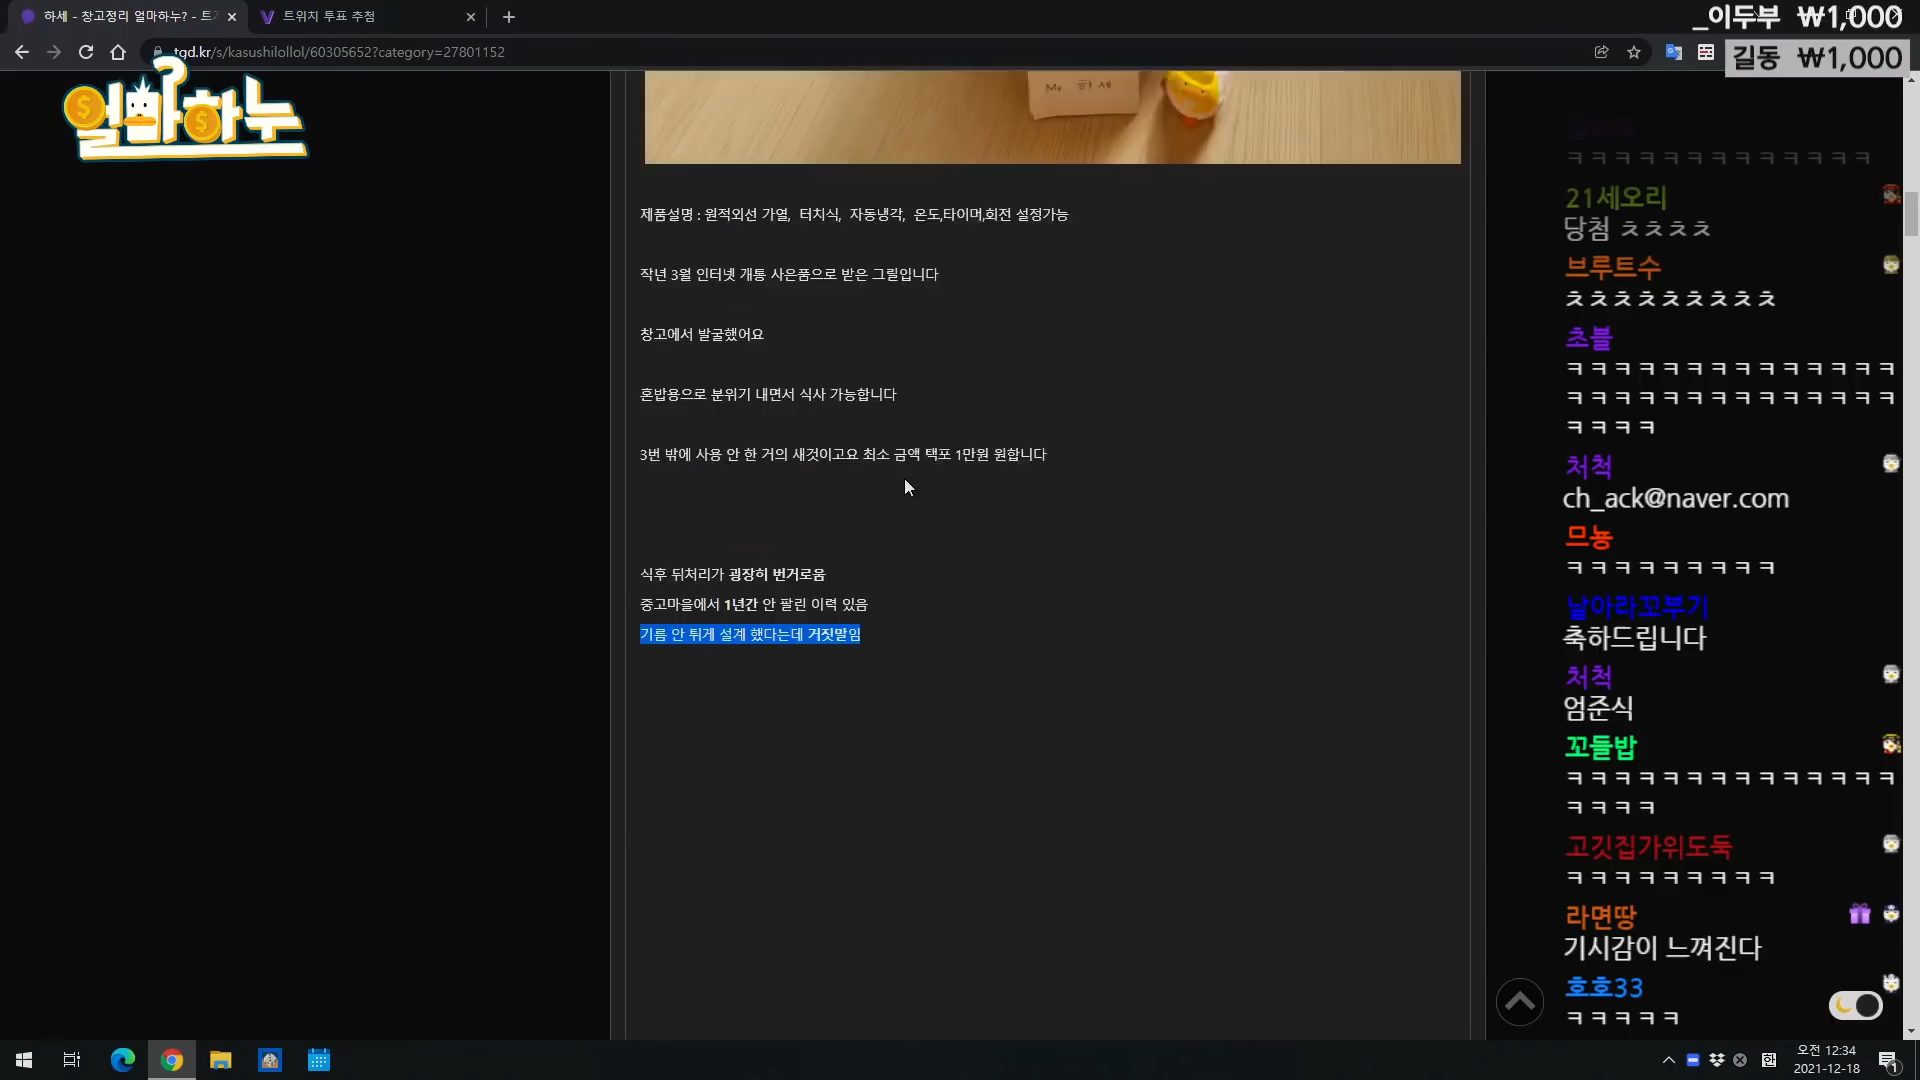 하세 - 창고정리 얼마하누? - 트
트위치 투표 추첨
_이두부 ₩1,000
tgd.kr/s/kasushilollol/60305652?category=27801152
길동 ₩1,000
얼마하누?
Mr 하세
제품설명 : 원적외선 가열, 터치식, 자동냉각, 온도,타이머,회전 설정가능
작년 3월 인터넷 개통 사은품으로 받은 그릴입니다
창고에서 발굴했어요
혼밥용으로 분위기 내면서 식사 가능합니다
3번 밖에 사용 안 한 거의 새것이고요 최소 금액 택포 1만원 원합니다
식후 뒤처리가 굉장히 번거로움
중고마을에서 1년간 안 팔린 이력 있음
기름 안 튀게 설계 했다는데 거짓말임
ㅋㅋㅋㅋㅋㅋㅋㅋㅋㅋㅋㅋㅋ
21세오리
당첨 ㅊㅊㅊㅊ
브루트수
ㅊㅊㅊㅊㅊㅊㅊㅊㅊ
초블
ㅋㅋㅋㅋㅋㅋㅋㅋㅋㅋㅋㅋㅋㅋ
ㅋㅋㅋㅋㅋㅋㅋㅋㅋㅋㅋㅋㅋㅋ
ㅋㅋㅋㅋ
처척
ch_ack@naver.com
므뇽
ㅋㅋㅋㅋㅋㅋㅋㅋㅋ
날아라꼬부기
축하드립니다
처척
엄준식
꼬들밥
ㅋㅋㅋㅋㅋㅋㅋㅋㅋㅋㅋㅋㅋㅋ
ㅋㅋㅋㅋ
고깃집가위도둑
ㅋㅋㅋㅋㅋㅋㅋㅋㅋ
라면땅
기시감이 느껴진다
호호33
ㅋㅋㅋㅋㅋ
한
오전 12:34
2021-12-18
1